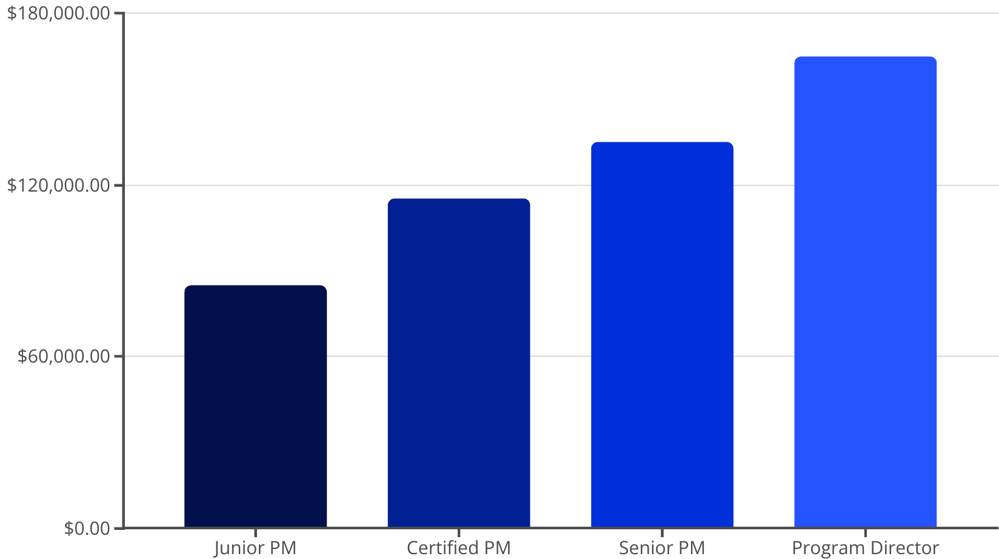 $180,000.00
$120,000.00
$60,000.00
$0.00
Junior PM
Certified PM
Senior PM
Program Director